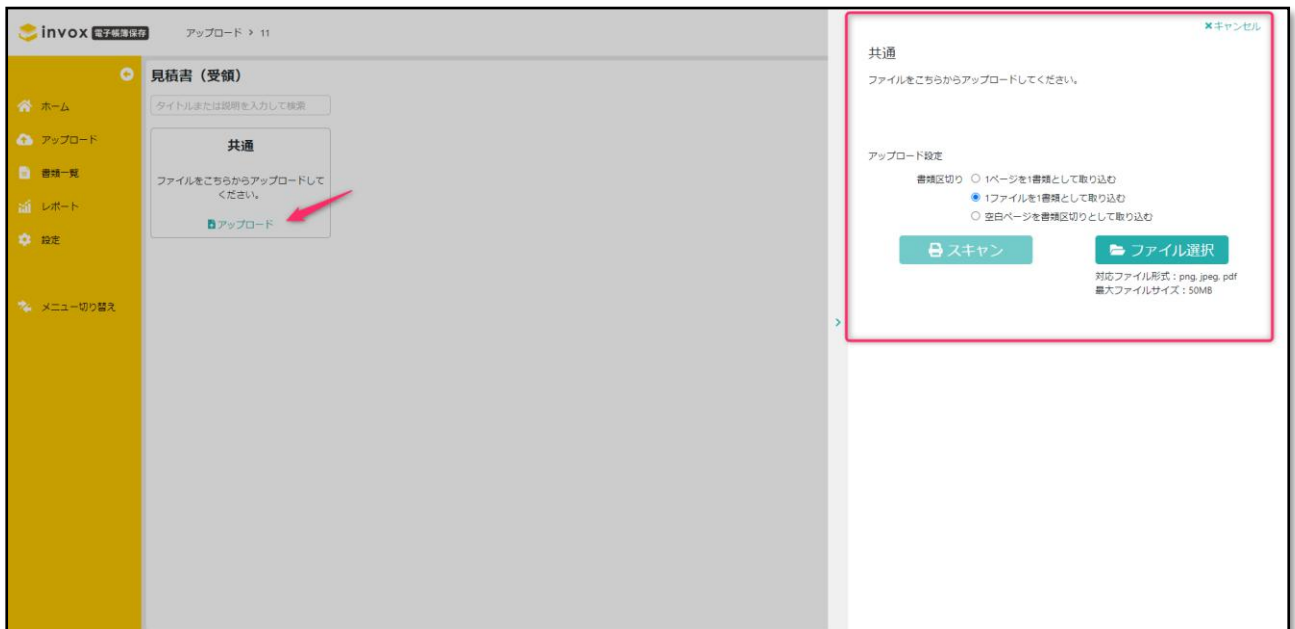 invox 電子帳簿保存
アップロード > 11
ホーム
アップロード
書類一覧
レポート
設定
メニュー切り替え
見積書（受領）
タイトルまたは説明を入力して検索
共通
ファイルをこちらからアップロードして
ください。
アップロード
×キャンセル
共通
ファイルをこちらからアップロードしてください。
アップロード設定
書類区切り 1ページを1書類として取り込む
1ファイルを1書類として取り込む
空白ページを書類区切りとして取り込む
スキャン
ファイル選択
対応ファイル形式：png, jpeg, pdf
最大ファイルサイズ：50MB